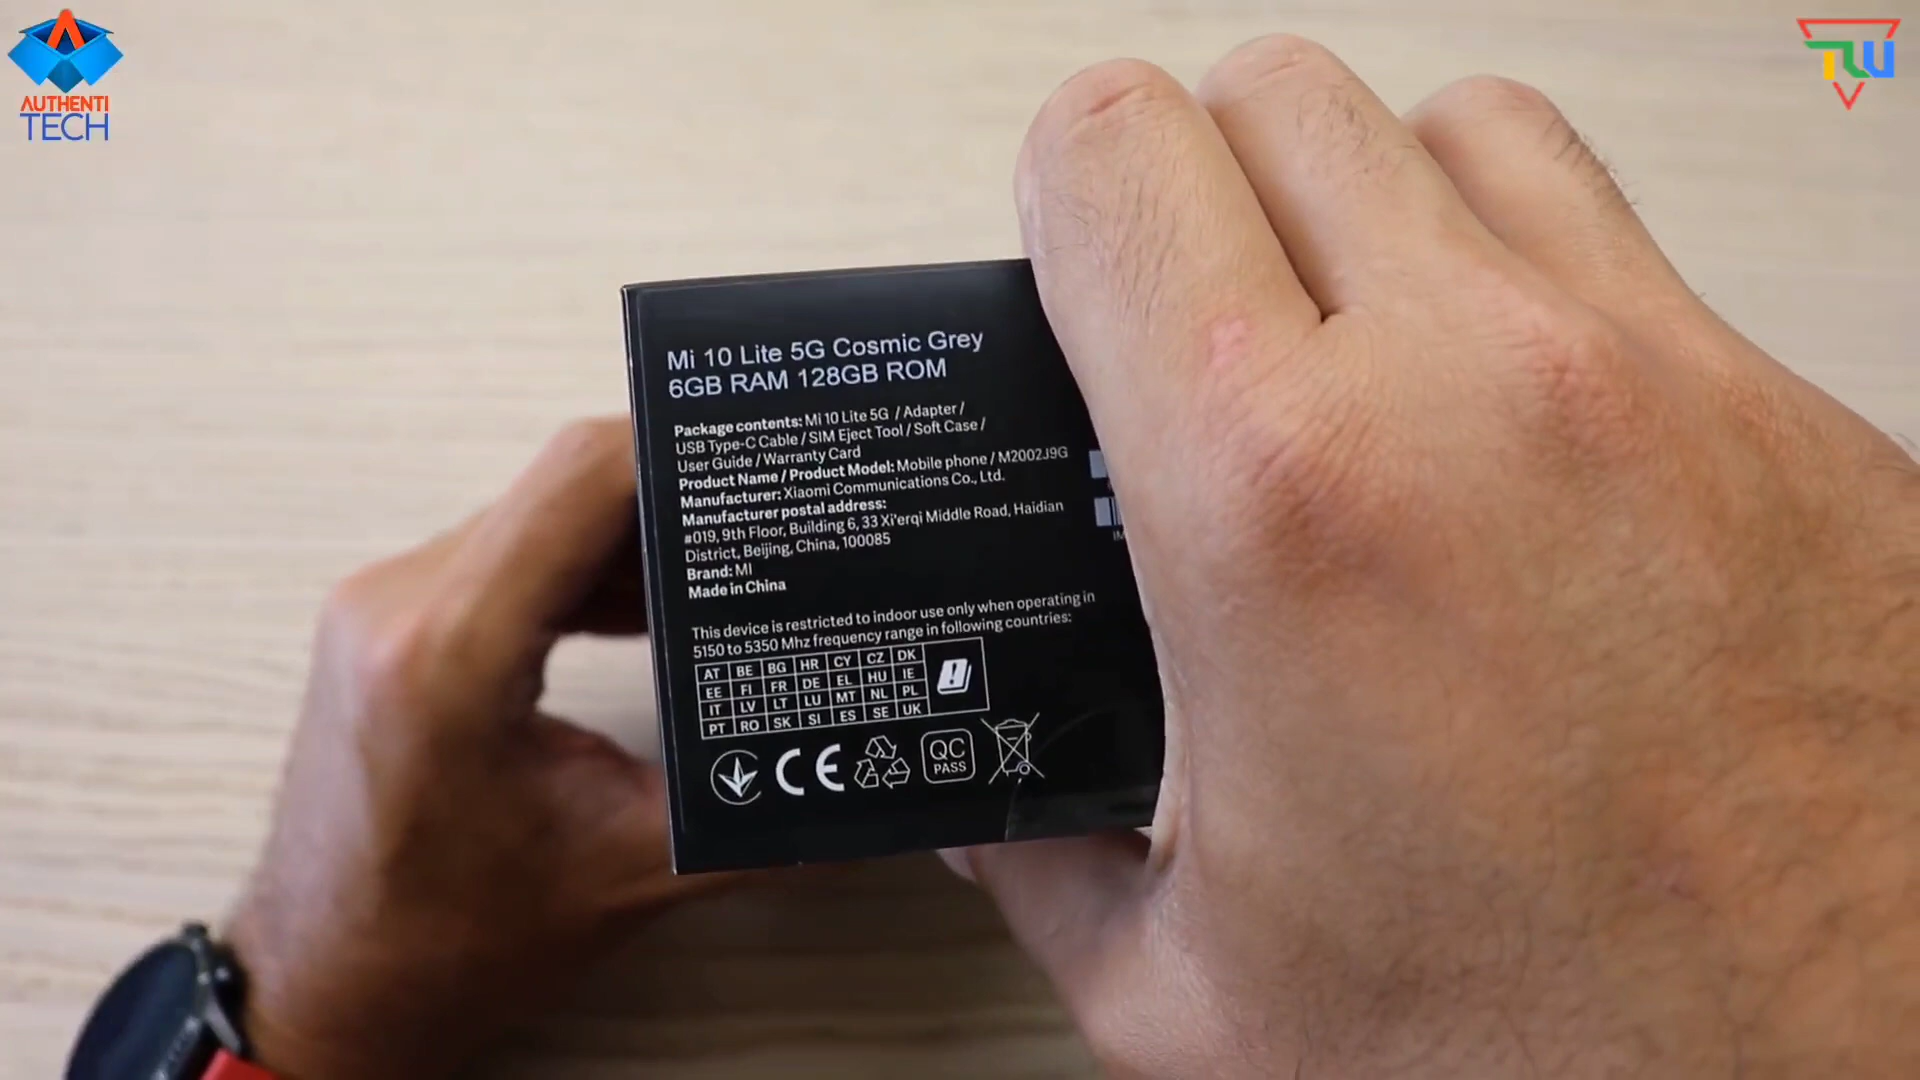 AUTHENTI
TECH
Mi 10 Lite 5G Cosmic Grey
6GB RAM 128GB ROM
Package contents: Mi 10 Lite 5G / Adapter /
USB Type-C Cable / SIM Eject Tool / Soft Case /
User Guide / Warranty Card
Product Name / Product Model: Mobile phone / M2002J9G
Manufacturer: Xiaomi Communications Co., Ltd.
Manufacturer postal address:
#019, 9th Floor, Building 6, 33 Xi'erqi Middle Road, Haidian
District, Beijing, China, 100085
Brand: MI
Made in China
This device is restricted to indoor use only when operating in
5150 to 5350 Mhz frequency range in following countries:
AT BE BG HR CY CZ DK
EE FI FR DE EL HU IE
IT LV LT LU MT NL PL
PT RO SK SI ES SE UK
CE
QC
PASS